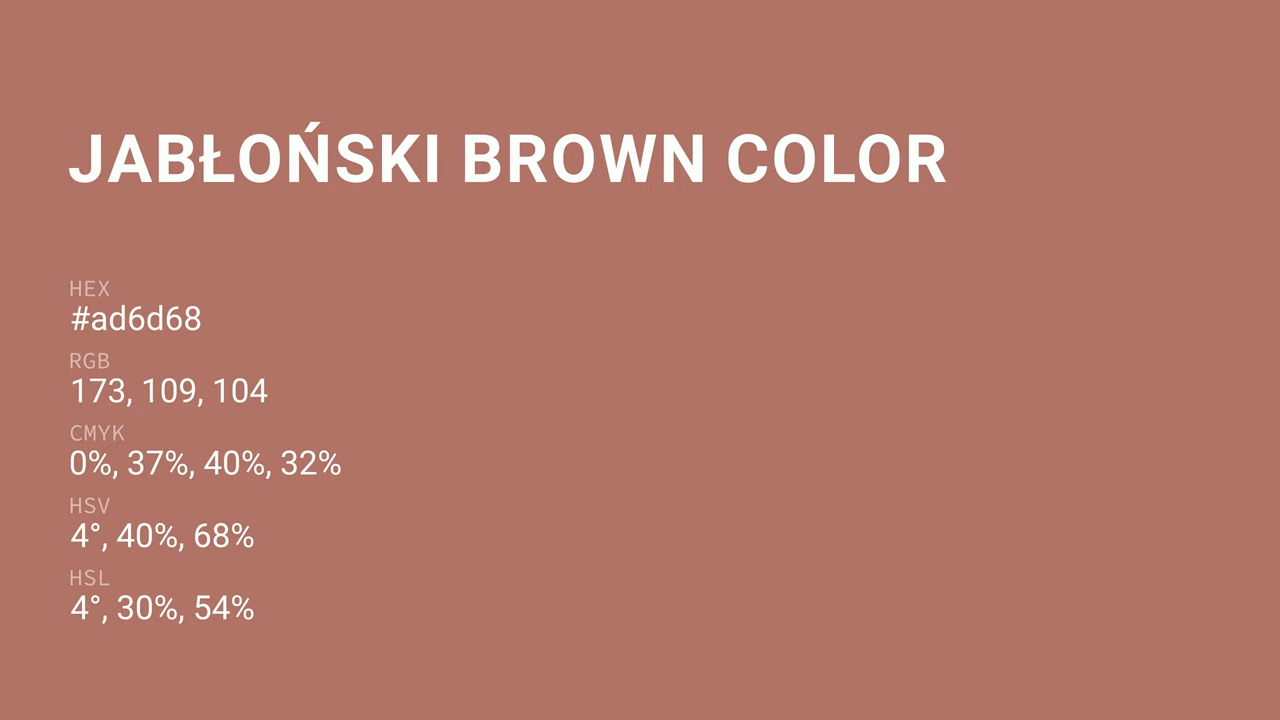 JABŁOŃSKI BROWN COLOR
HEX
#ad6d68
RGB
173, 109, 104
CMYK
0%, 37%, 40%, 32%
HSV
4°, 40%, 68%
HSL
4°, 30%, 54%